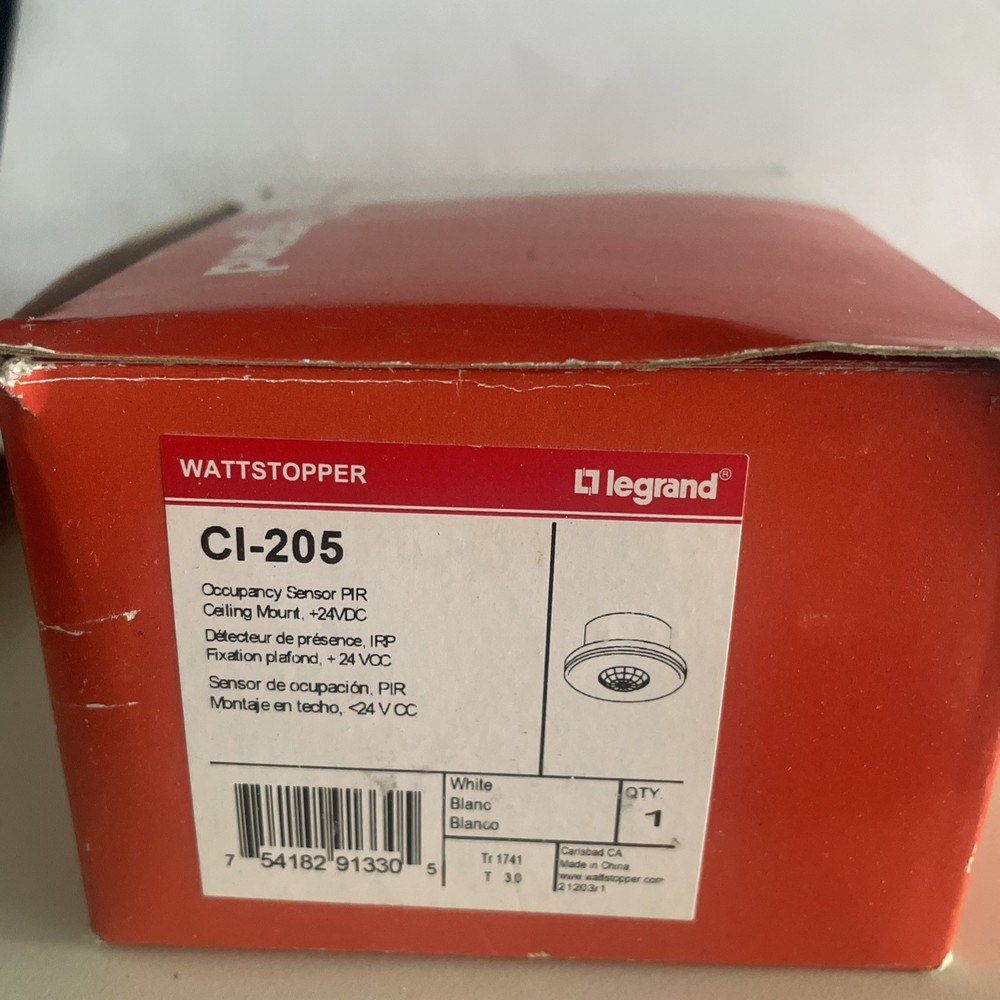 legrand
WATTSTOPPER
legrand®
CI-205
Occupancy Sensor PIR
Ceiling Mount, +24VDC
Détecteur de présence, IRP
Fixation plafond, + 24 VCC
Sensor de ocupación, PIR
Montaje en techo, <24 V CC
White
Blanc
Blanco
QTY.
1
7 54182 91330 5
Tr 1741
T 3.0
Carlsbad CA
Made in China
www.wattstopper.com
21203r1